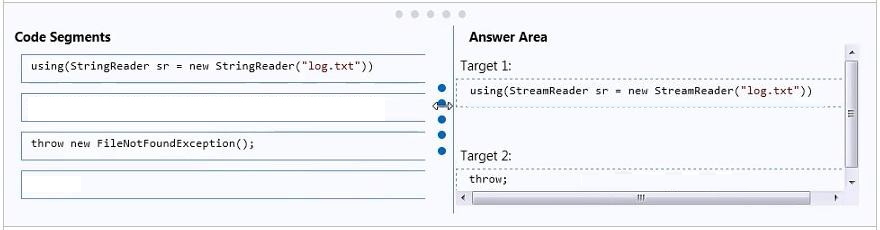 Code Segments
using(StringReader sr = new StringReader("log.txt"))
throw new FileNotFoundException();
Answer Area
Target 1:
using(StreamReader sr = new StreamReader("log.txt"))
Target 2:
throw;